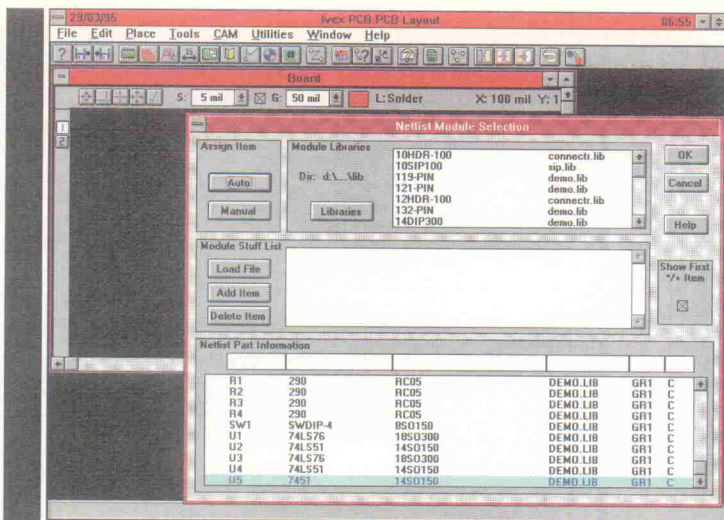 29/03/95 Ivex PCB.PCB Layout 06:55
File Edit Place Tools CAM Utilities Window Help
Board
S: 5 mil G: 50 mil L:Solder X: 100 mil Y: 1
1
2
Netlist Module Selection
Assign Item
Auto
Manual
Module Libraries
Dir: d:\...\lib
Libraries
10HDR-100 connectr.lib
10SIP100 sip.lib
119-PIN demo.lib
121-PIN demo.lib
12HDR-100 connectr.lib
132-PIN demo.lib
14DIP300 demo.lib
OK
Cancel
Help
Module Stuff List
Load File
Add Item
Delete Item
Show First
*/+ Item
Netlist Part Information
R1 290 RC05 DEMO.LIB GR1 C
R2 290 RC05 DEMO.LIB GR1 C
R3 290 RC05 DEMO.LIB GR1 C
R4 290 RC05 DEMO.LIB GR1 C
SW1 SWDIP-4 8SO150 DEMO.LIB GR1 C
U1 74LS76 18SO300 DEMO.LIB GR1 C
U2 74LS51 14SO150 DEMO.LIB GR1 C
U3 74LS76 18SO300 DEMO.LIB GR1 C
U4 74LS51 14SO150 DEMO.LIB GR1 C
U5 7451 14SO150 DEMO.LIB GR1 C